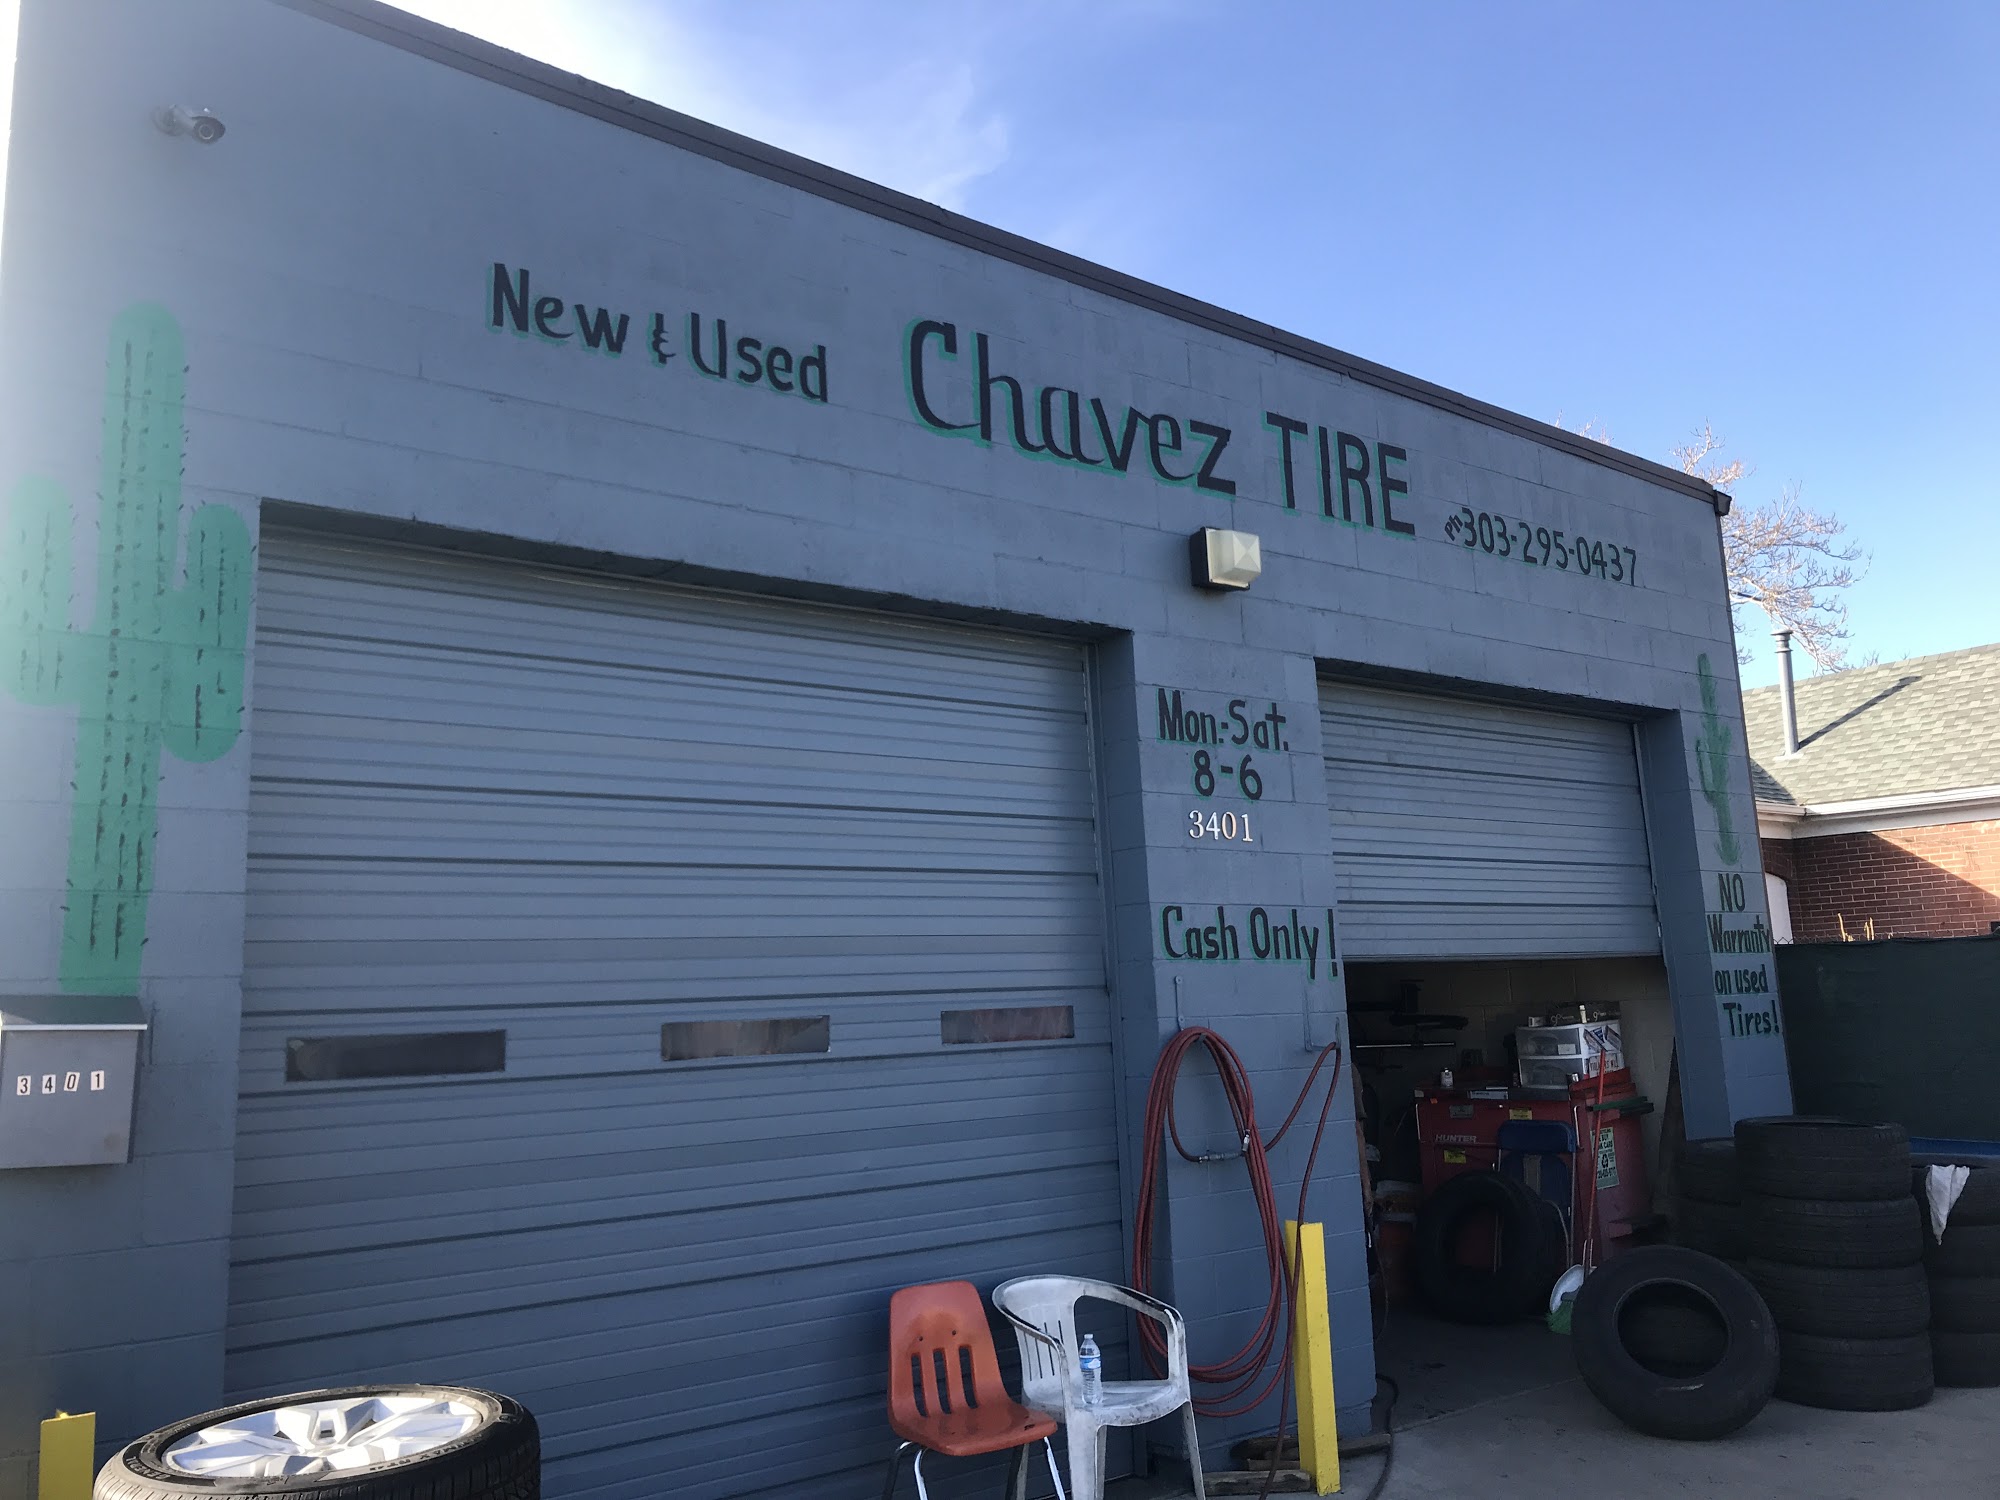 New & Used
Chavez TIRE
Ph 303-295-0437
Mon.-Sat.
8-6
3401
Cash Only!
NO
Warranty
on used
Tires!
3401
HUNTER